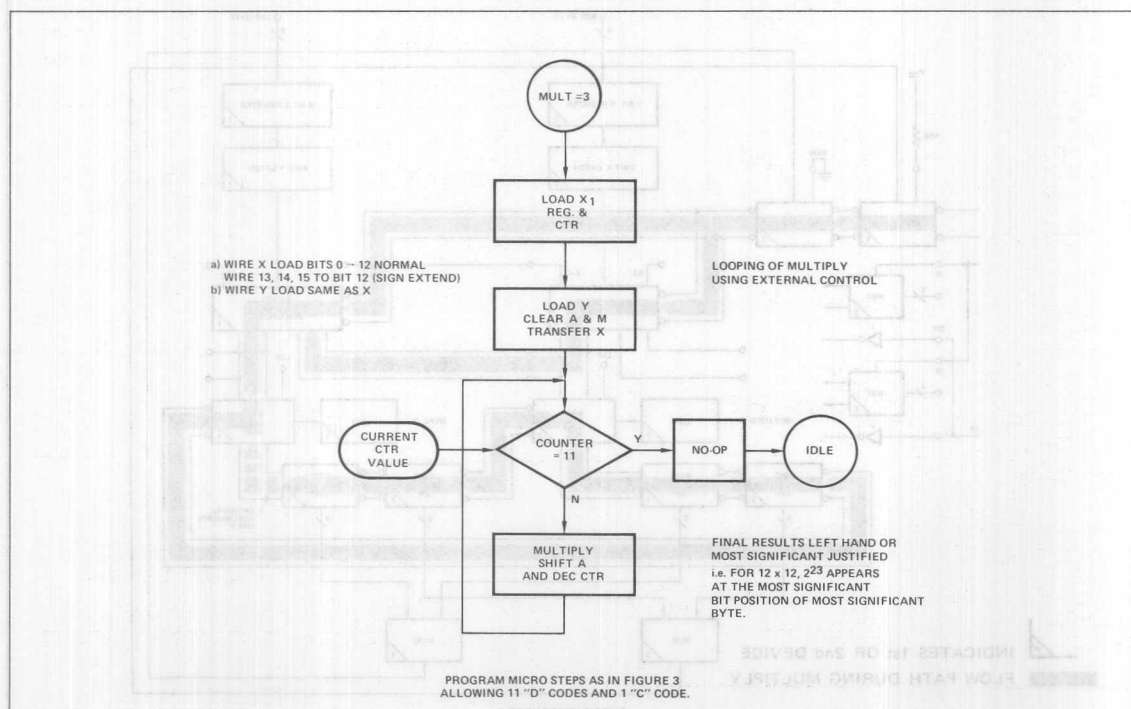 MULT =3
LOAD X1
REG. &
CTR
a) WIRE X LOAD BITS 0 – 12 NORMAL
WIRE 13, 14, 15 TO BIT 12 (SIGN EXTEND)
b) WIRE Y LOAD SAME AS X
LOOPING OF MULTIPLY
USING EXTERNAL CONTROL
LOAD Y
CLEAR A & M
TRANSFER X
CURRENT
CTR
VALUE
COUNTER
= 11
Y
NO-OP
IDLE
N
MULTIPLY
SHIFT A
AND DEC CTR
FINAL RESULTS LEFT HAND OR
MOST SIGNIFICANT JUSTIFIED
i.e. FOR 12 x 12, 2^23 APPEARS
AT THE MOST SIGNIFICANT
BIT POSITION OF MOST SIGNIFICANT
BYTE.
INDICATES 1st OR 2nd DEVICE
FLOW PATH DURING MULTIPLY
PROGRAM MICRO STEPS AS IN FIGURE 3
ALLOWING 11 "D" CODES AND 1 "C" CODE.